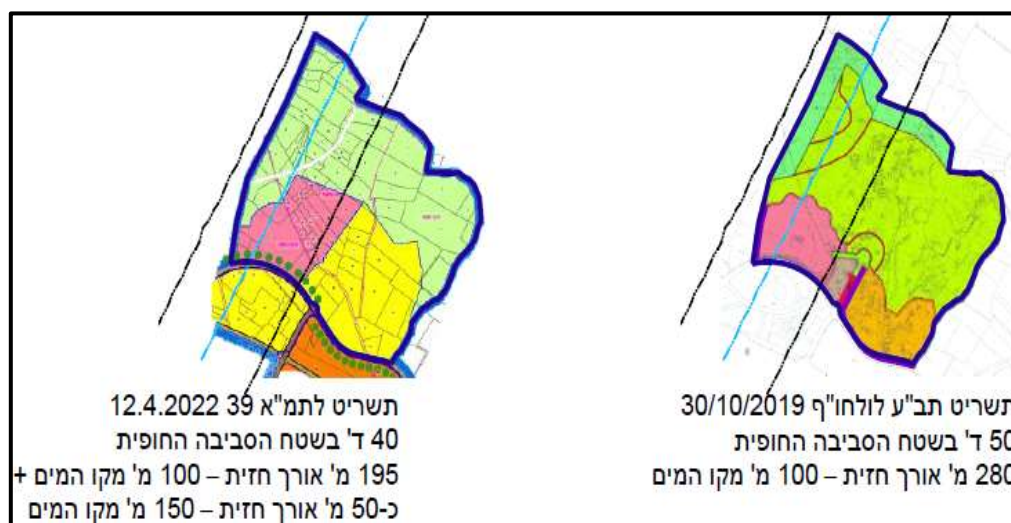 תשריט תב"ע לולחו"ף 30/10/2019
50 ד' בשטח הסביבה החופית
280 מ' אורך חזית – 100 מ' מקו המים
תשריט לתמ"א 39 12.4.2022
40 ד' בשטח הסביבה החופית
195 מ' אורך חזית – 100 מ' מקו המים +
כ-50 מ' אורך חזית – 150 מ' מקו המים